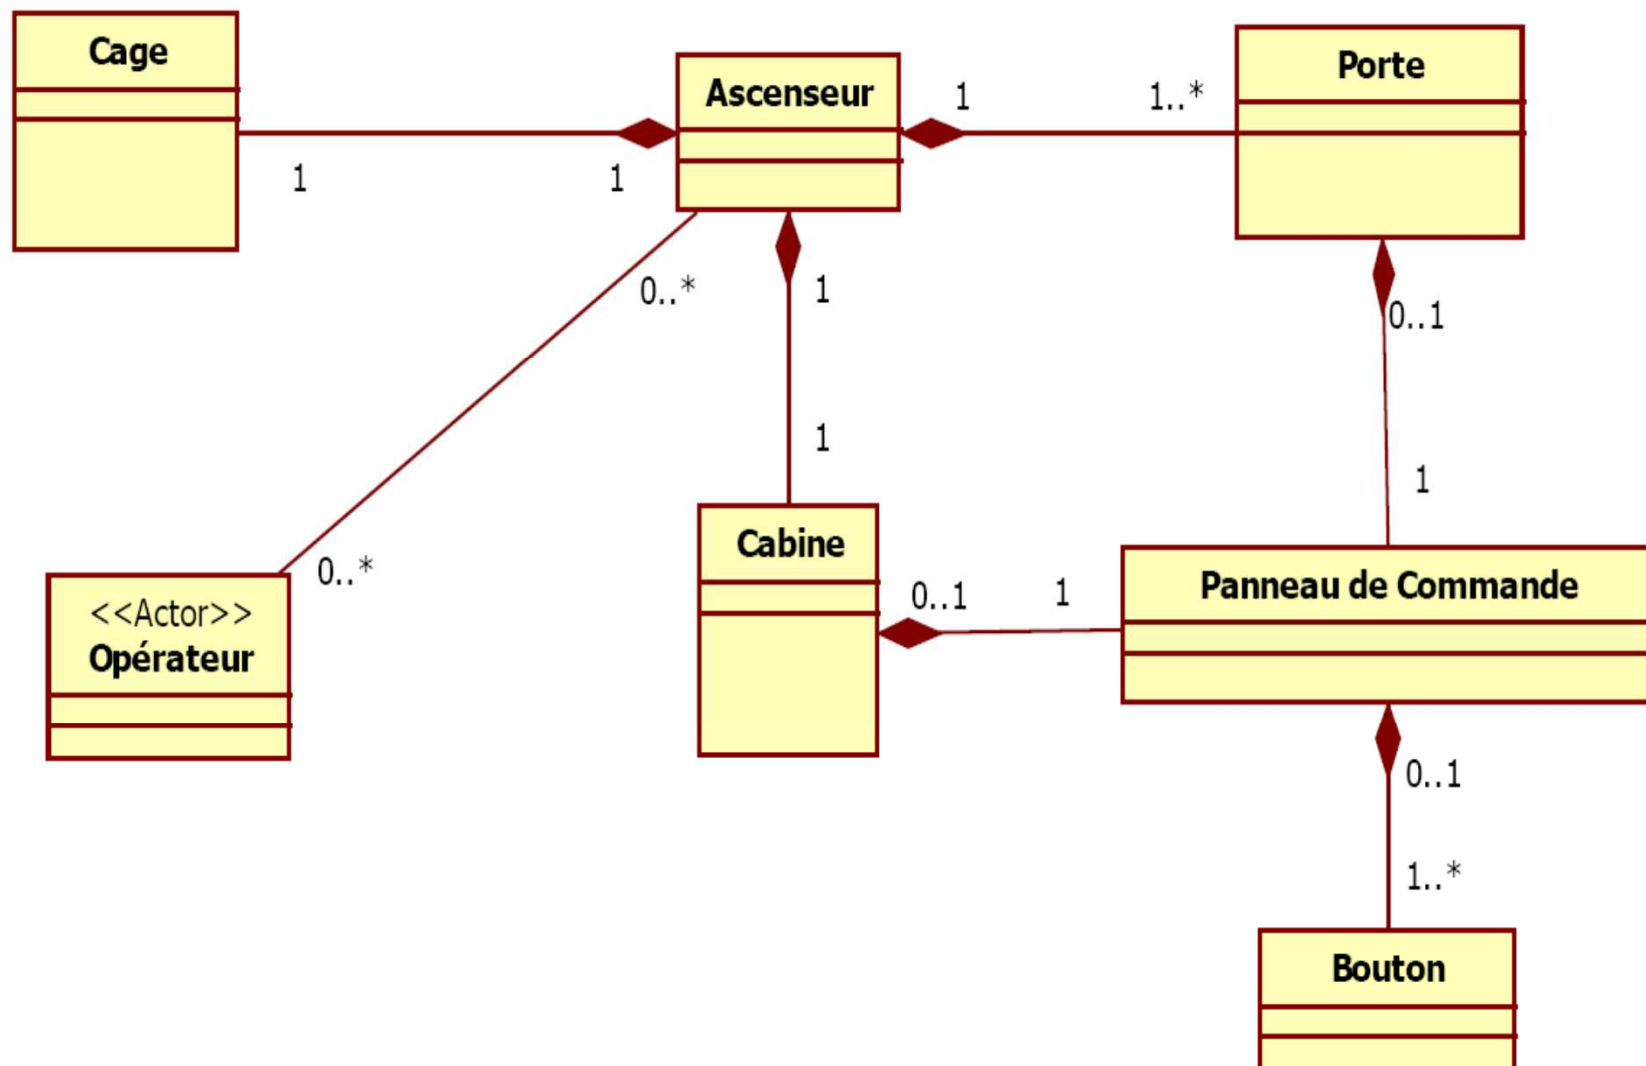 Cage
Ascenseur
Porte
1
1..*
1
1
0..*
1
0..1
1
1
0..*
<<Actor>>
Opérateur
Cabine
0..1
1
Panneau de Commande
0..1
1..*
Bouton